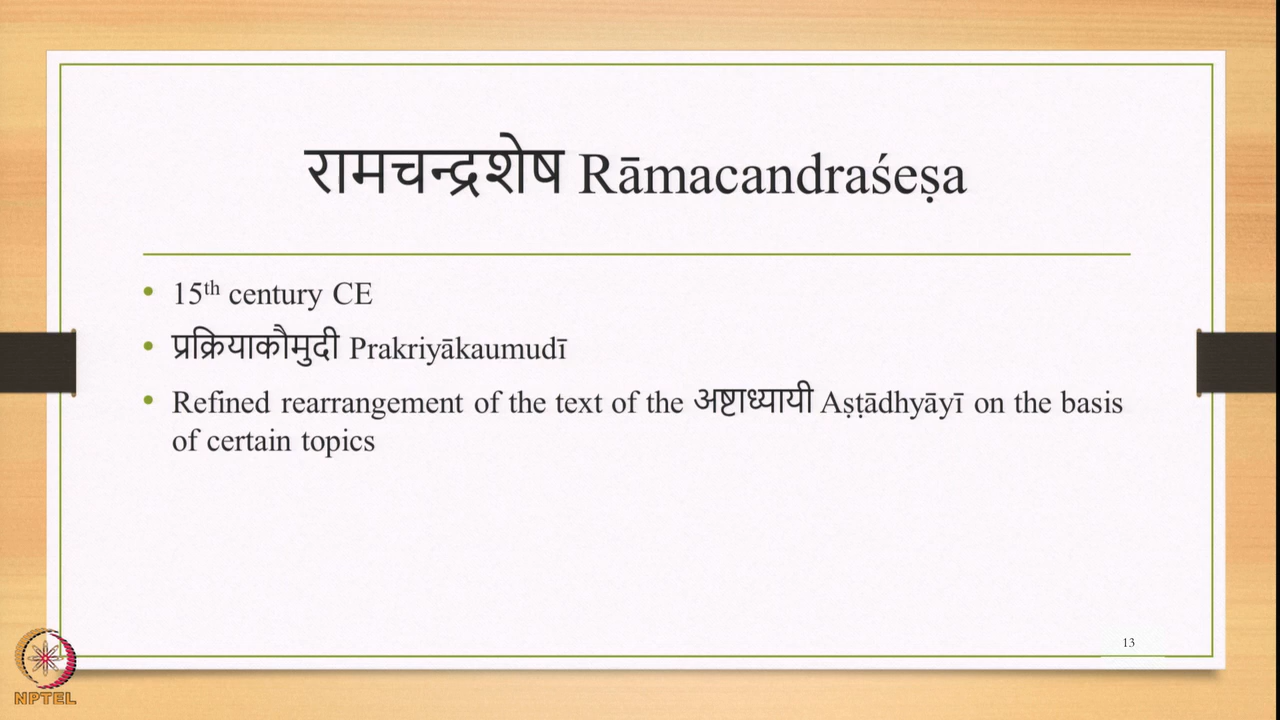 रामचन्द्रशेष Rāmacandraśeṣa
• 15th century CE
• प्रक्रियाकौमुदी Prakriyākaumudī
• Refined rearrangement of the text of the अष्टाध्यायी Aṣṭādhyāyī on the basis
of certain topics
13
NPTEL